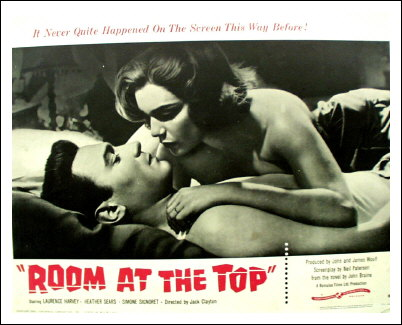 It Never Quite Happened On The Screen This Way Before!
"ROOM AT THE TOP"
Starring LAURENCE HARVEY · HEATHER SEARS · SIMONE SIGNORET · Directed by Jack Clayton
Produced by John and James Woolf
Screenplay by Neil Paterson
From the novel by John Braine
A Romulus Films Ltd. Production